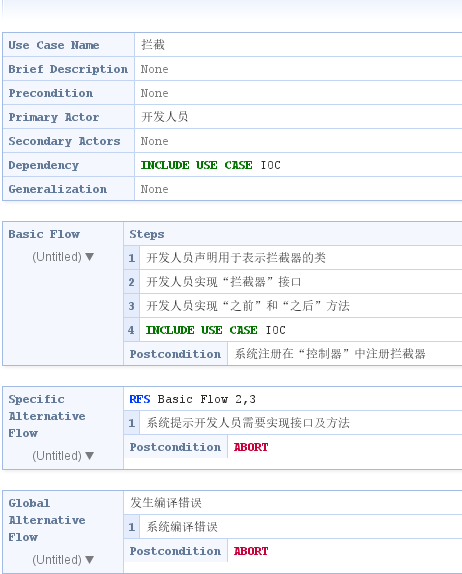 Use Case Name 拦截
Brief Description None
Precondition None
Primary Actor 开发人员
Secondary Actors None
Dependency INCLUDE USE CASE IOC
Generalization None
Basic Flow Steps
(Untitled) ▼
1 开发人员声明用于表示拦截器的类
2 开发人员实现“拦截器”接口
3 开发人员实现“之前”和“之后”方法
4 INCLUDE USE CASE IOC
Postcondition 系统注册在“控制器”中注册拦截器
Specific Alternative Flow
(Untitled) ▼
RFS Basic Flow 2,3
1 系统提示开发人员需要实现接口及方法
Postcondition ABORT
Global Alternative Flow
(Untitled) ▼
发生编译错误
1 系统编译错误
Postcondition ABORT